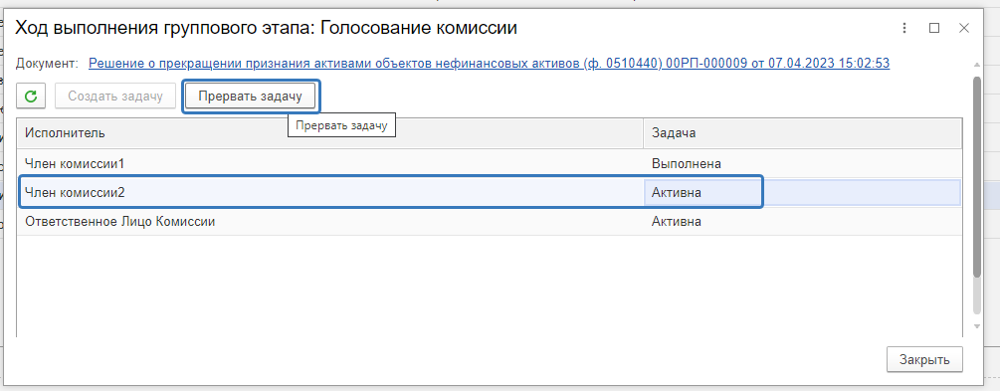 Ход выполнения группового этапа: Голосование комиссии
Документ: Решение о прекращении признания активами объектов нефинансовых активов (ф. 0510440) 00РП-000009 от 07.04.2023 15:02:53
Создать задачу Прервать задачу
Прервать задачу
Исполнитель Задача
Член комиссии1 Выполнена
Член комиссии2 Активна
Ответственное Лицо Комиссии Активна
Закрыть